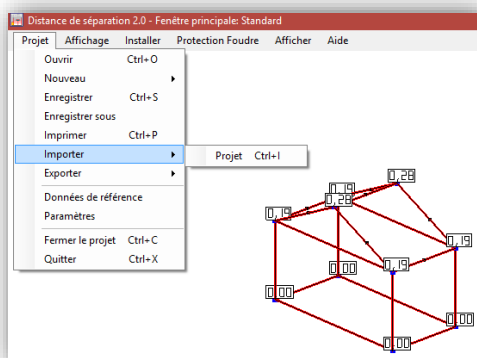 Distance de séparation 2.0 - Fenêtre principale: Standard
Projet Affichage Installer Protection Foudre Afficher Aide
Ouvrir Ctrl+O
Nouveau
Enregistrer Ctrl+S
Enregistrer sous
Imprimer Ctrl+P
Importer
Projet Ctrl+I
Exporter
Données de référence
Paramètres
Fermer le projet Ctrl+C
Quitter Ctrl+X
0,28
0,19
0,28
0,19
0,19
0,19
0,00
0,00
0,00
0,00